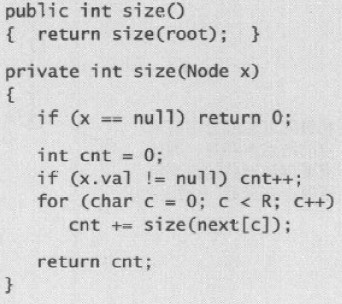 public int size()
{ return size(root); }
private int size(Node x)
{
if (x == null) return 0;
int cnt = 0;
if (x.val != null) cnt++;
for (char c = 0; c < R; c++)
cnt += size(next[c]);
return cnt;
}